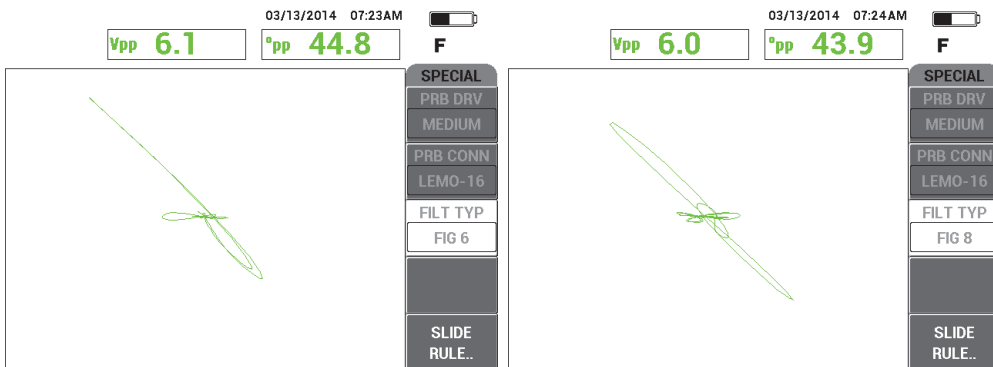 03/13/2014 07:23AM
Vpp 6.1 °pp 44.8 F
SPECIAL
PRB DRV
MEDIUM
PRB CONN
LEMO-16
FILT TYP
FIG 6
SLIDE
RULE..
03/13/2014 07:24AM
Vpp 6.0 °pp 43.9 F
SPECIAL
PRB DRV
MEDIUM
PRB CONN
LEMO-16
FILT TYP
FIG 8
SLIDE
RULE..